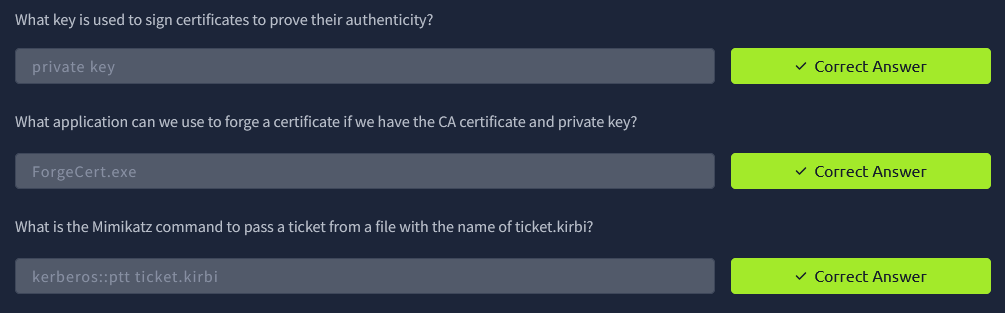 What key is used to sign certificates to prove their authenticity?
private key
✓ Correct Answer
What application can we use to forge a certificate if we have the CA certificate and private key?
ForgeCert.exe
✓ Correct Answer
What is the Mimikatz command to pass a ticket from a file with the name of ticket.kirbi?
kerberos::ptt ticket.kirbi
✓ Correct Answer